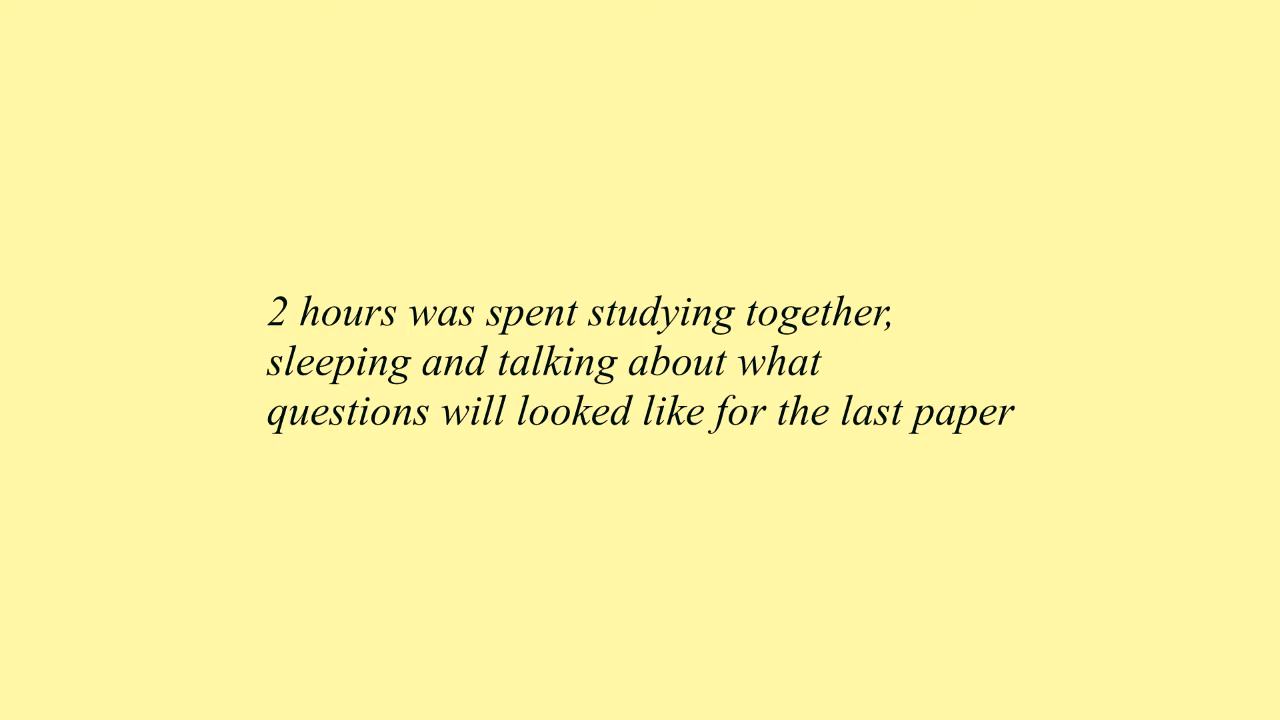 2 hours was spent studying together,
sleeping and talking about what
questions will looked like for the last paper